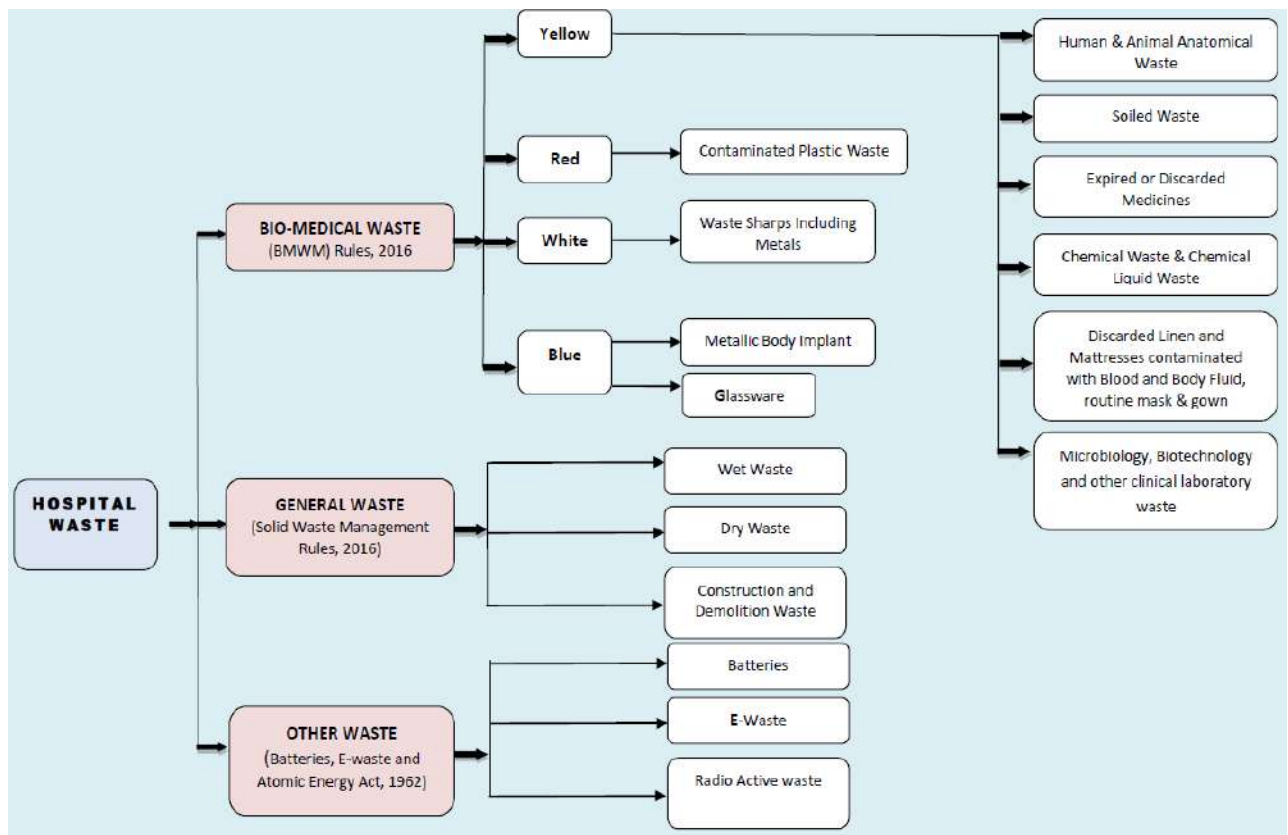 HOSPITAL
WASTE
BIO-MEDICAL WASTE
(BMWM) Rules, 2016
Yellow
Human & Animal Anatomical
Waste
Soiled Waste
Expired or Discarded
Medicines
Chemical Waste & Chemical
Liquid Waste
Discarded Linen and
Mattresses contaminated
with Blood and Body Fluid,
routine mask & gown
Microbiology, Biotechnology
and other clinical laboratory
waste
Red
Contaminated Plastic Waste
White
Waste Sharps Including
Metals
Blue
Metallic Body Implant
Glassware
GENERAL WASTE
(Solid Waste Management
Rules, 2016)
Wet Waste
Dry Waste
Construction and
Demolition Waste
OTHER WASTE
(Batteries, E-waste and
Atomic Energy Act, 1962)
Batteries
E-Waste
Radio Active waste